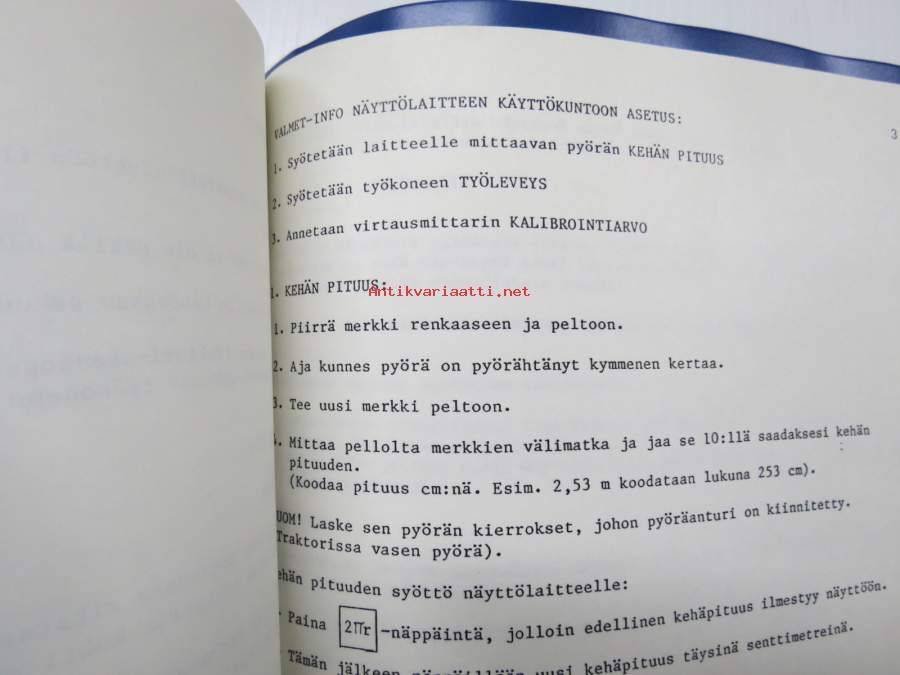 VALMET-INFO NÄYTTÖLAITTEEN KÄYTTÖKUNTOON ASETUS:
3
1. Syötetään laitteelle mittaavan pyörän KEHÄN PITUUS
2. Syötetään työkoneen TYÖLEVEYS
3. Annetaan virtausmittarin KALIBROINTIARVO
1. KEHÄN PITUUS:
Antikvariaatti.net
1. Piirrä merkki renkaaseen ja peltoon.
2. Aja kunnes pyörä on pyörähtänyt kymmenen kertaa.
3. Tee uusi merkki peltoon.
4. Mittaa pellolta merkkien välimatka ja jaa se 10:llä saadaksesi kehän
pituuden.
(Koodaa pituus cm:nä. Esim. 2,53 m koodataan lukuna 253 cm).
UOM! Laske sen pyörän kierrokset, johon pyöräanturi on kiinnitetty.
Traktorissa vasen pyörä).
ehän pituuden syöttö näyttölaitteelle:
Paina 2πr -näppäintä, jolloin edellinen kehäpituus ilmestyy näyttöön.
Tämän jälkeen uusi kehäpituus täysinä senttimetreinä.